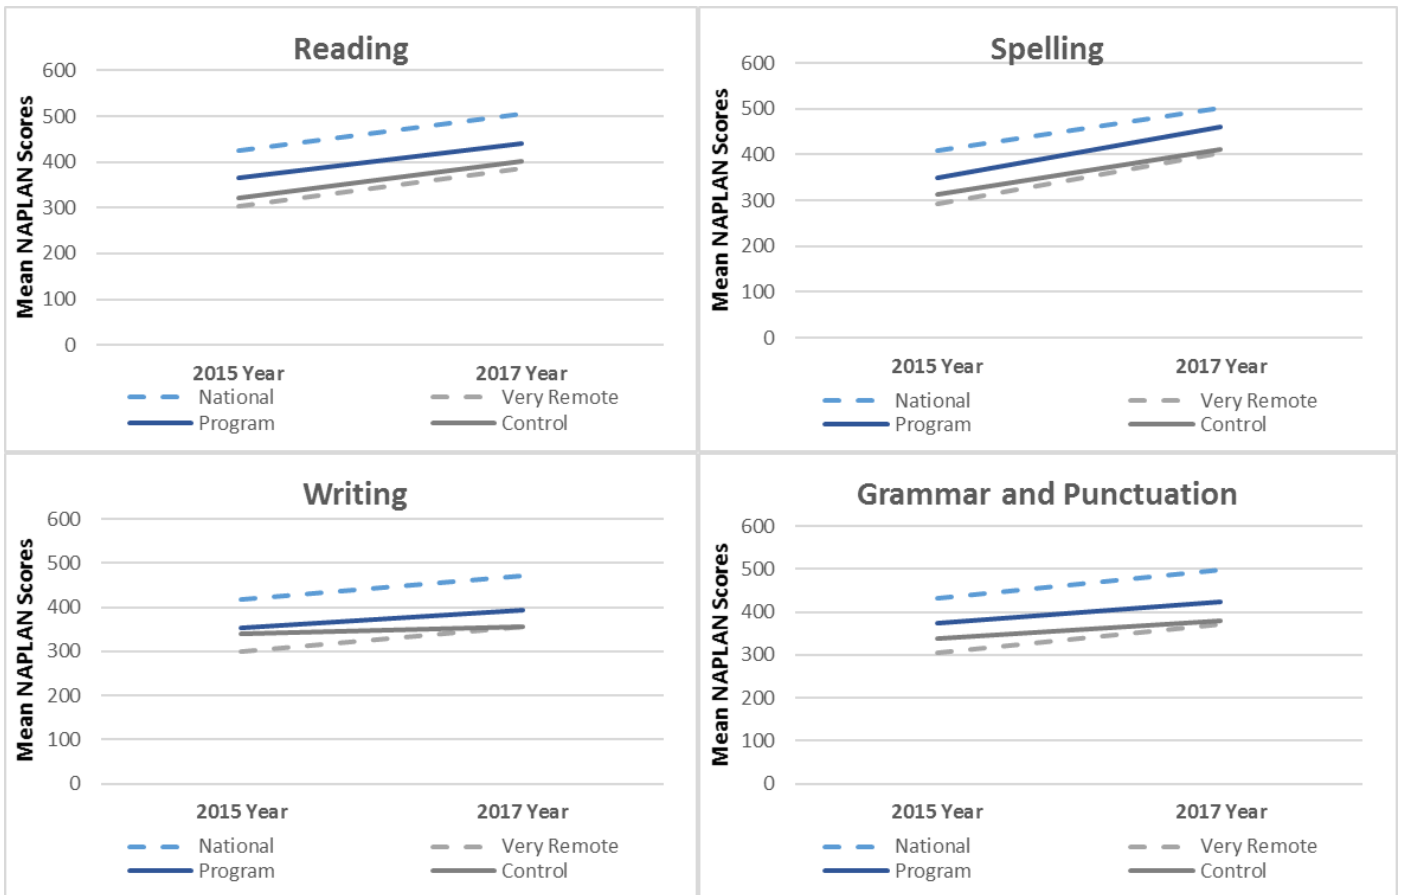 Reading
Mean NAPLAN Scores
600
500
400
300
200
100
0
2015 Year 2017 Year
National Very Remote
Program Control
Spelling
Mean NAPLAN Scores
600
500
400
300
200
100
0
2015 Year 2017 Year
National Very Remote
Program Control
Writing
Mean NAPLAN Scores
600
500
400
300
200
100
0
2015 Year 2017 Year
National Very Remote
Program Control
Grammar and Punctuation
Mean NAPLAN Scores
600
500
400
300
200
100
0
2015 Year 2017 Year
National Very Remote
Program Control